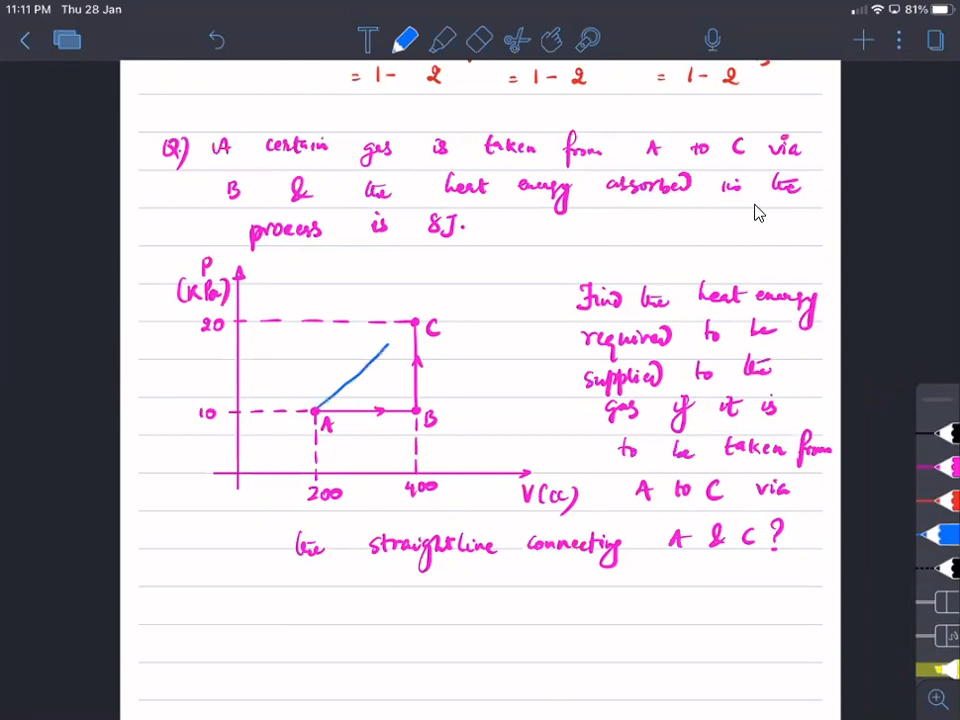 11:11 PM Thu 28 Jan
81%
= 1 - 2 = 1 - 2 = 1 - 2
Q.) A certain gas is taken from A to C via
B & the heat energy absorbed in the
process is 8J.
P
(KPa)
20
C
10
A
B
200
400
V(cc)
Find the heat energy
required to be
supplied to the
gas if it is
to be taken from
A to C via
the straightline connecting A & C?